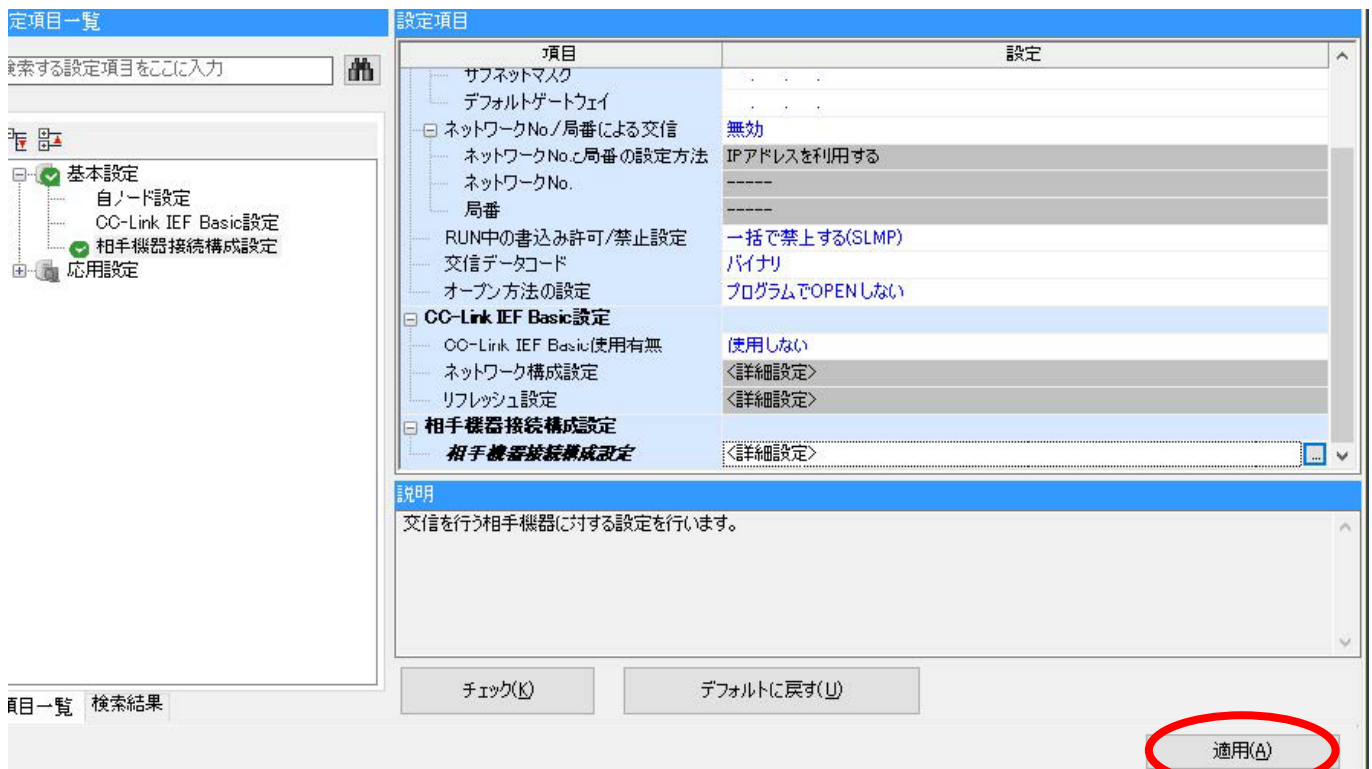 定項目一覧
検索する設定項目をここに入力
基本設定
自ノード設定
CC-Link IEF Basic設定
相手機器接続構成設定
応用設定
項目一覧 検索結果
設定項目
項目 設定
サブネットマスク . . .
デフォルトゲートウェイ . . .
ネットワークNo./局番による交信 無効
ネットワークNo.と局番の設定方法 IPアドレスを利用する
ネットワークNo. -----
局番 -----
RUN中の書込み許可/禁止設定 一括で禁止する(SLMP)
交信データコード バイナリ
オープン方法の設定 プログラムでOPENしない
CC-Link IEF Basic設定
CC-Link IEF Basic使用有無 使用しない
ネットワーク構成設定 <詳細設定>
リフレッシュ設定 <詳細設定>
相手機器接続構成設定
相手機器接続構成設定 <詳細設定> ...
説明
交信を行う相手機器に対する設定を行います。
チェック(K) デフォルトに戻す(U)
適用(A)